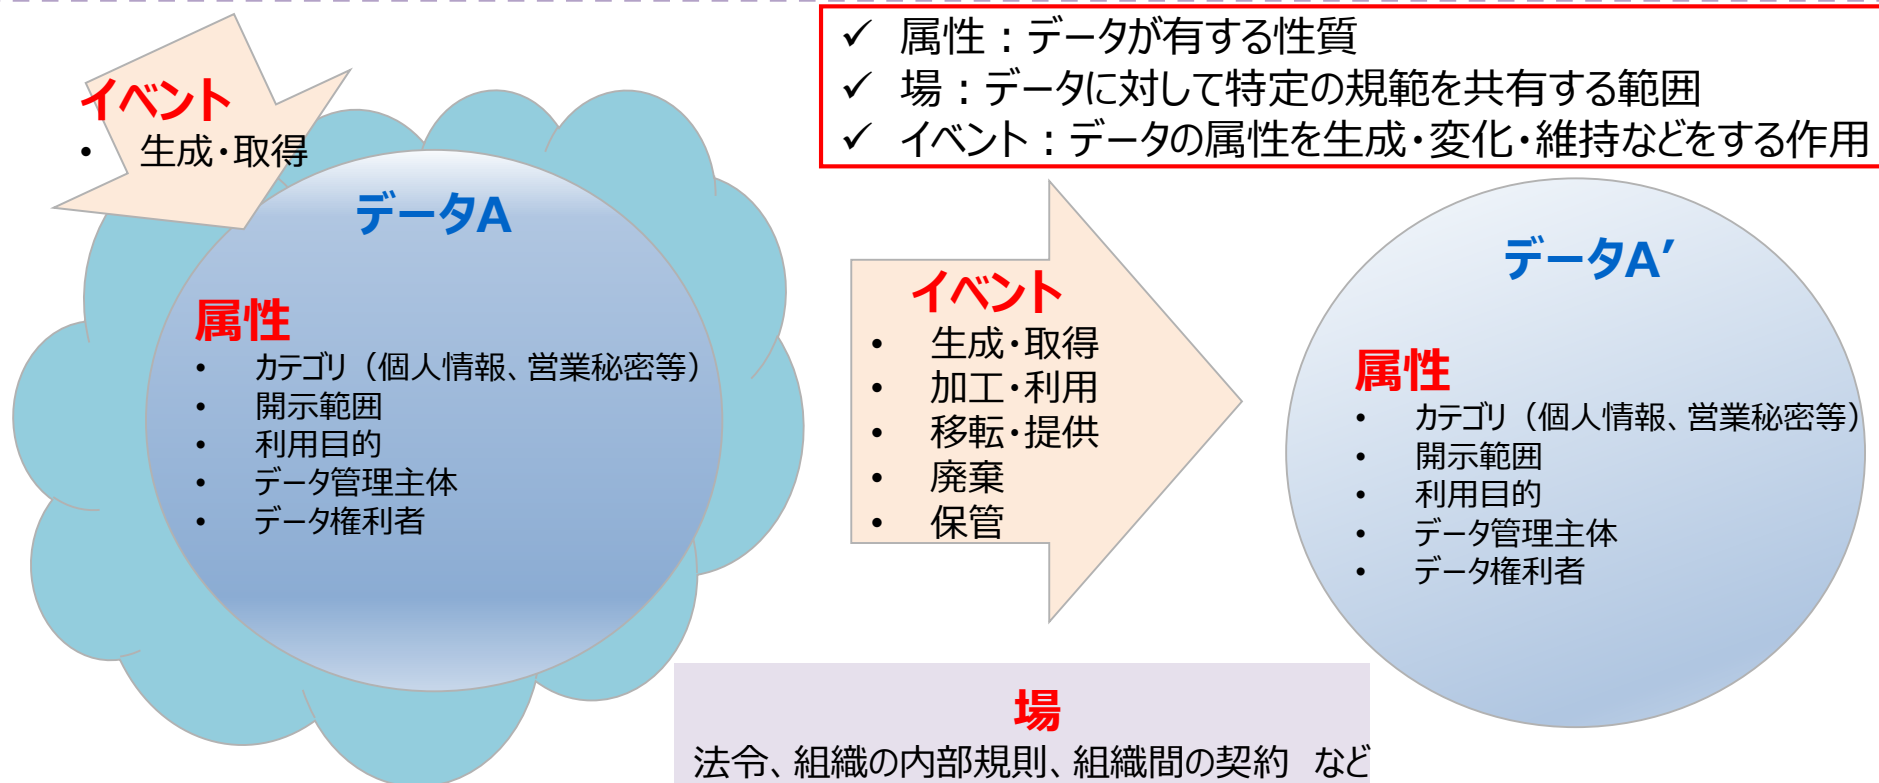 ✓ 属性：データが有する性質
✓ 場：データに対して特定の規範を共有する範囲
✓ イベント：データの属性を生成・変化・維持などをする作用
イベント
• 生成・取得
データA
属性
• カテゴリ（個人情報、営業秘密等）
• 開示範囲
• 利用目的
• データ管理主体
• データ権利者
イベント
• 生成・取得
• 加工・利用
• 移転・提供
• 廃棄
• 保管
データA’
属性
• カテゴリ（個人情報、営業秘密等）
• 開示範囲
• 利用目的
• データ管理主体
• データ権利者
場
法令、組織の内部規則、組織間の契約　など